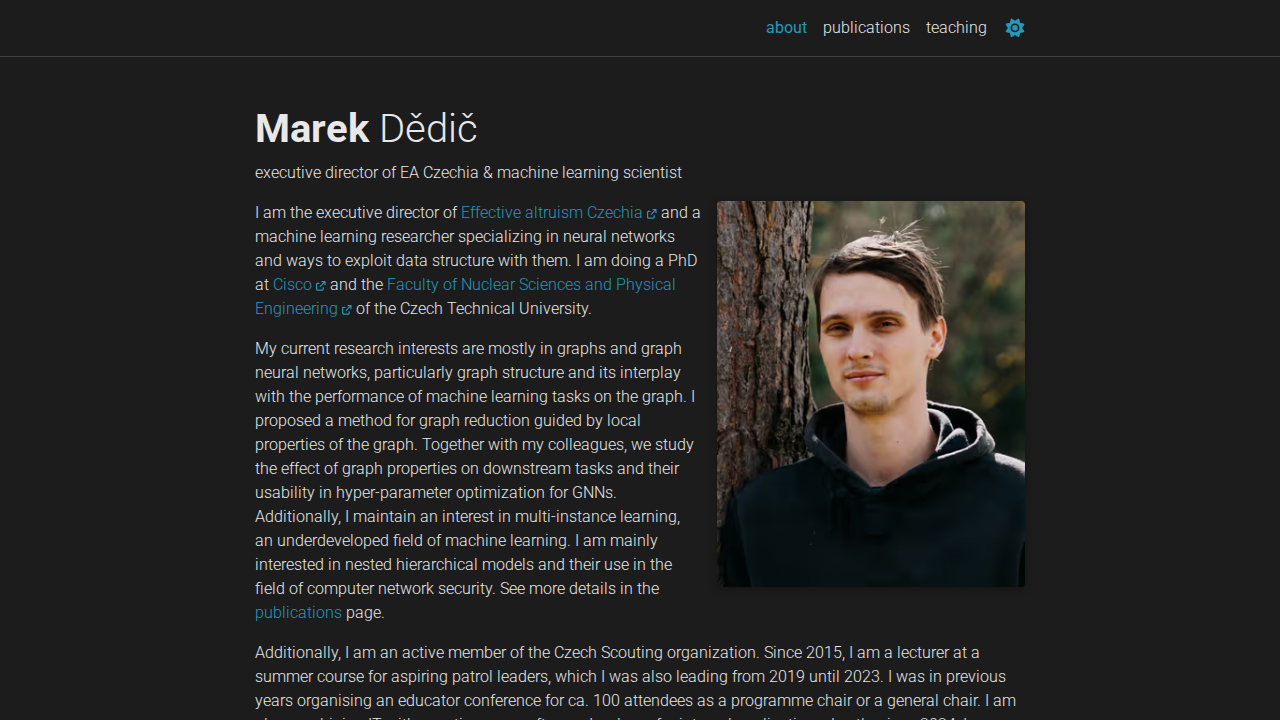 about publications teaching
Marek Dědič
executive director of EA Czechia & machine learning scientist
I am the executive director of Effective altruism Czechia and a
machine learning researcher specializing in neural networks
and ways to exploit data structure with them. I am doing a PhD
at Cisco and the Faculty of Nuclear Sciences and Physical
Engineering of the Czech Technical University.
My current research interests are mostly in graphs and graph
neural networks, particularly graph structure and its interplay
with the performance of machine learning tasks on the graph. I
proposed a method for graph reduction guided by local
properties of the graph. Together with my colleagues, we study
the effect of graph properties on downstream tasks and their
usability in hyper-parameter optimization for GNNs.
Additionally, I maintain an interest in multi-instance learning,
an underdeveloped field of machine learning. I am mainly
interested in nested hierarchical models and their use in the
field of computer network security. See more details in the
publications page.
Additionally, I am an active member of the Czech Scouting organization. Since 2015, I am a lecturer at a
summer course for aspiring patrol leaders, which I was also leading from 2019 until 2023. I was in previous
years organising an educator conference for ca. 100 attendees as a programme chair or a general chair. I am